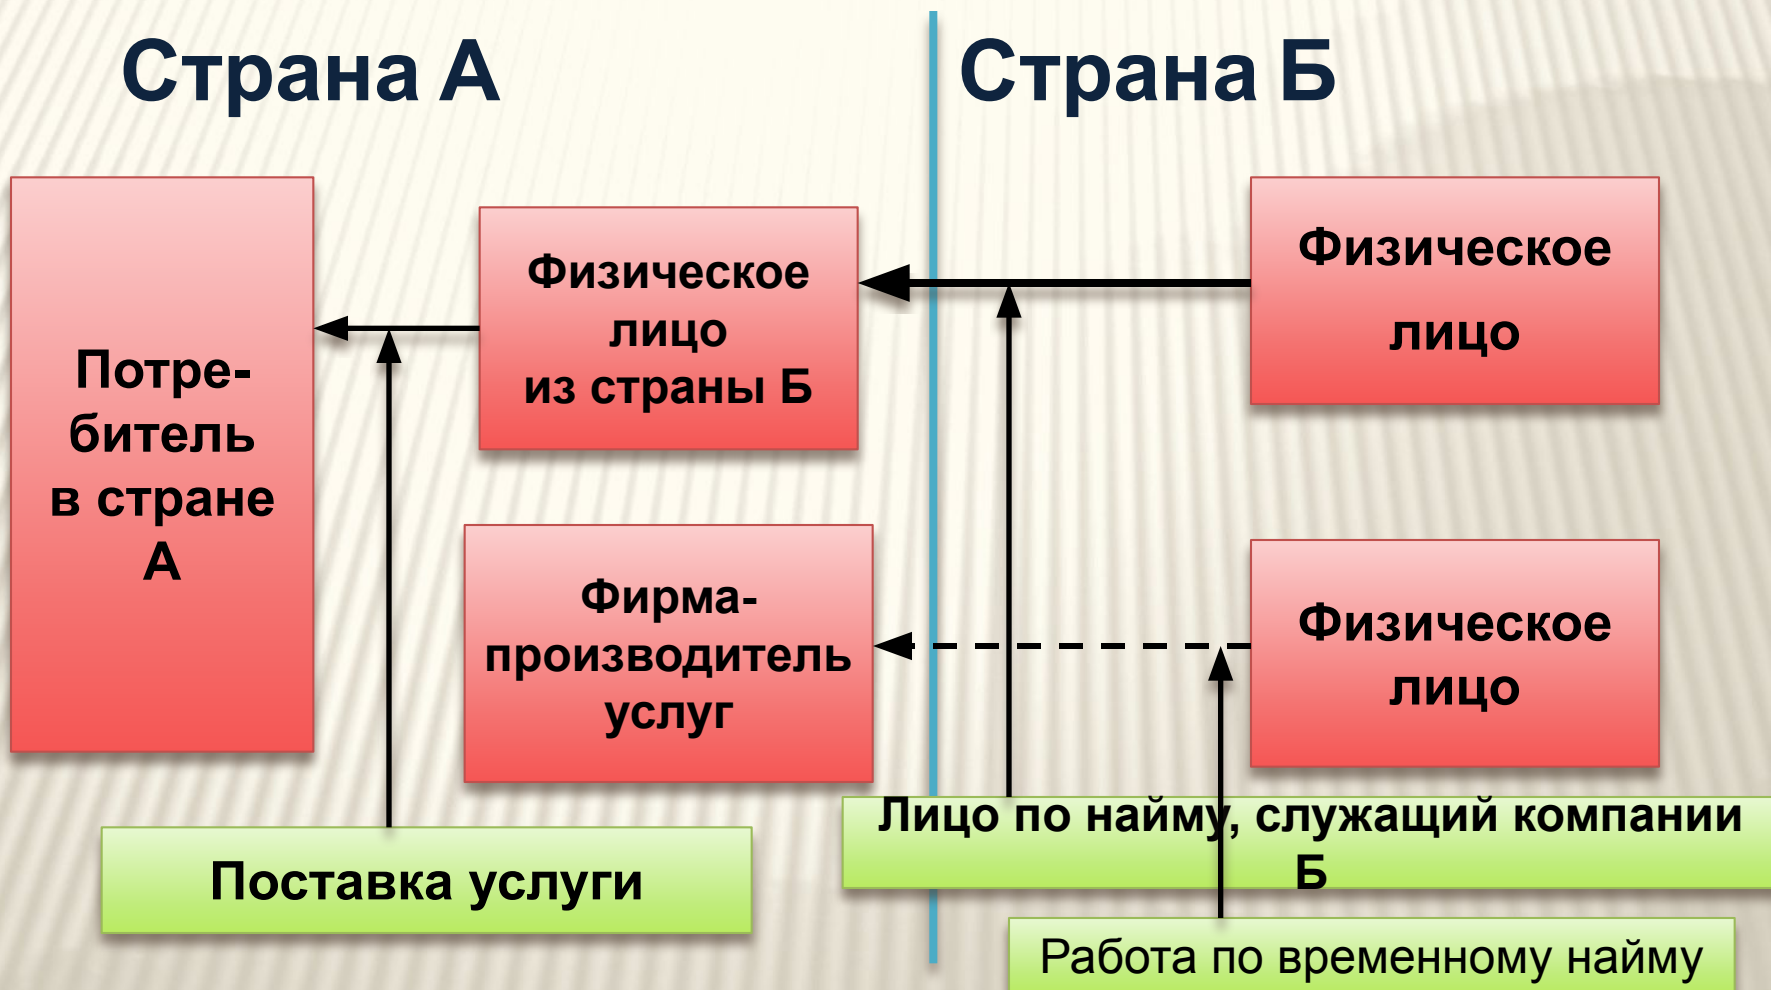 Страна А
Страна Б
Потре-
битель
в стране
А
Физическое
лицо
из страны Б
Физическое
лицо
Фирма-
производитель
услуг
Физическое
лицо
Лицо по найму, служащий компании
Б
Поставка услуги
Работа по временному найму